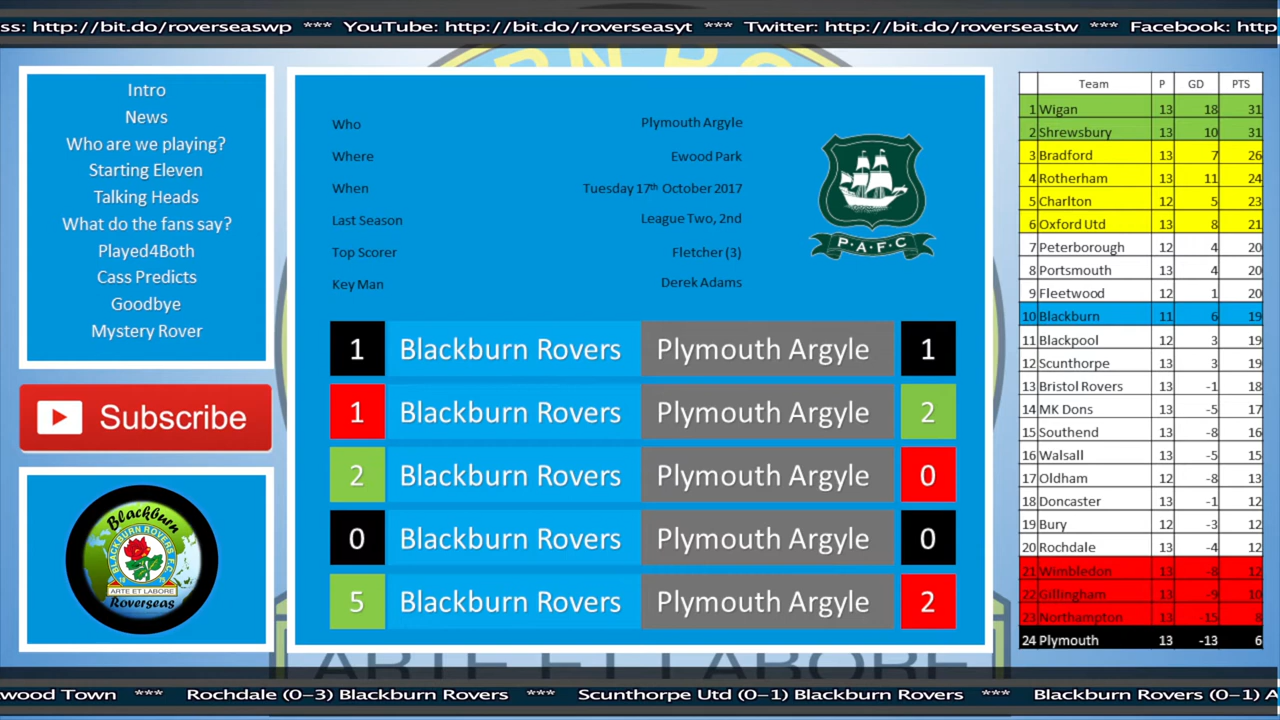 ss: http://bit.do/roverseaswp *** YouTube: http://bit.do/roverseasyt *** Twitter: http://bit.do/roverseastw *** Facebook: http
Intro
News
Who are we playing?
Starting Eleven
Talking Heads
What do the fans say?
Played4Both
Cass Predicts
Goodbye
Mystery Rover
Subscribe
Blackburn
BLACKBURN ROVERS F.C.
18 75
ARTE ET LABORE
Roverseas
Who Plymouth Argyle
Where Ewood Park
When Tuesday 17th October 2017
Last Season League Two, 2nd
Top Scorer Fletcher (3)
Key Man Derek Adams
P·A·F·C
1 Blackburn Rovers Plymouth Argyle 1
1 Blackburn Rovers Plymouth Argyle 2
2 Blackburn Rovers Plymouth Argyle 0
0 Blackburn Rovers Plymouth Argyle 0
5 Blackburn Rovers Plymouth Argyle 2
Team P GD PTS
1 Wigan 13 18 31
2 Shrewsbury 13 10 31
3 Bradford 13 7 26
4 Rotherham 13 11 24
5 Charlton 12 5 23
6 Oxford Utd 13 8 21
7 Peterborough 12 4 20
8 Portsmouth 13 4 20
9 Fleetwood 12 1 20
10 Blackburn 11 6 19
11 Blackpool 12 3 19
12 Scunthorpe 13 3 19
13 Bristol Rovers 13 -1 18
14 MK Dons 13 -5 17
15 Southend 13 -8 16
16 Walsall 13 -5 15
17 Oldham 12 -8 13
18 Doncaster 13 -1 12
19 Bury 12 -3 12
20 Rochdale 13 -4 12
21 Wimbledon 13 -8 12
22 Gillingham 13 -9 10
23 Northampton 13 -15 8
24 Plymouth 13 -13 6
ARTE ET LABORE
wood Town *** Rochdale (0-3) Blackburn Rovers *** Scunthorpe Utd (0-1) Blackburn Rovers *** Blackburn Rovers (0-1) A